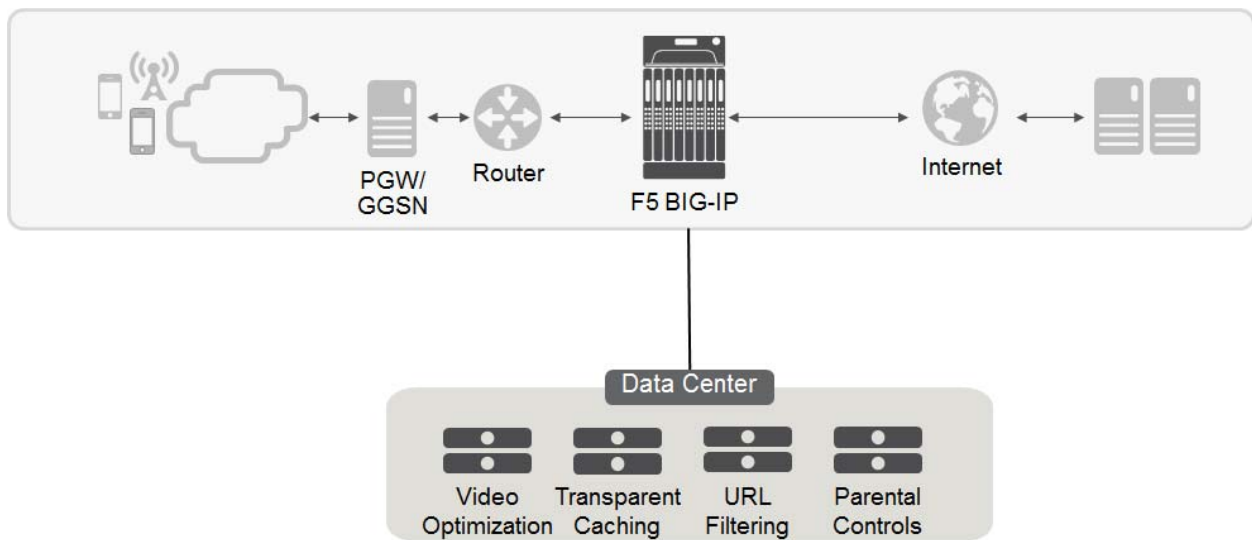 PGW/
GGSN
Router
F5 BIG-IP
Internet
Data Center
Video
Optimization
Transparent
Caching
URL
Filtering
Parental
Controls